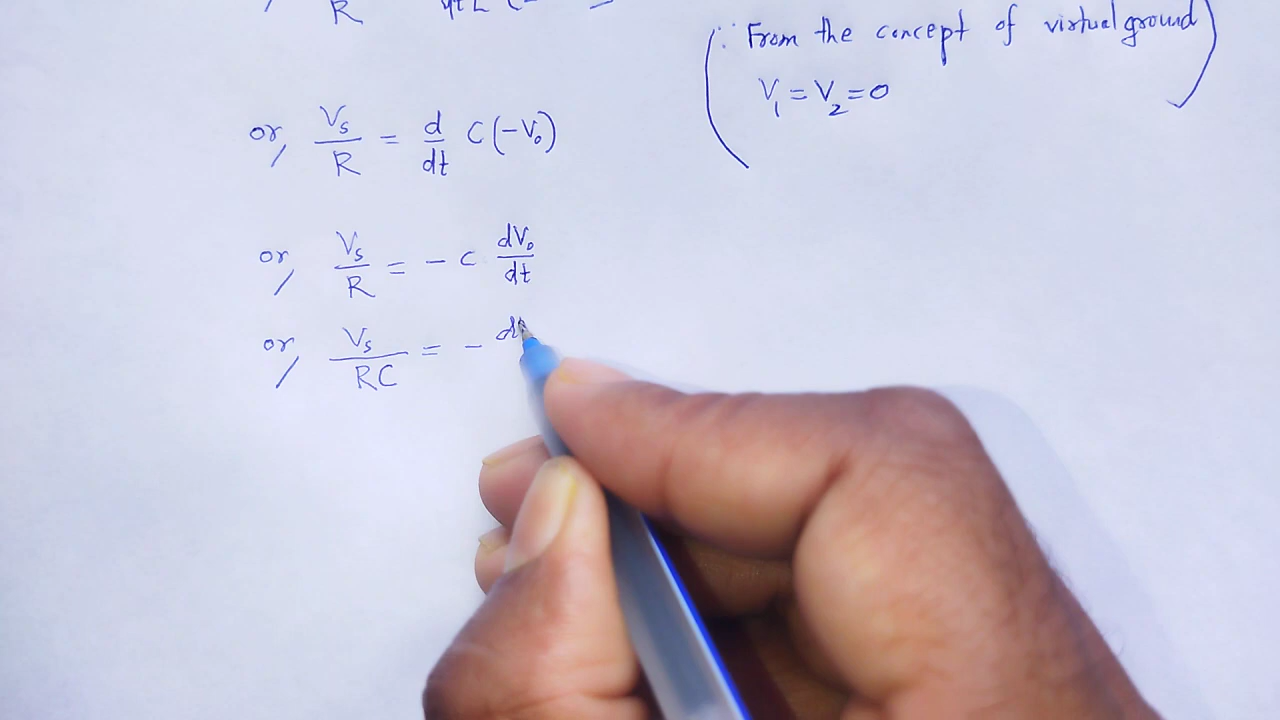 R
∵ From the concept of virtual ground
V₁ = V₂ = 0
or, Vₛ/R = d/dt C(-V₀)
or, Vₛ/R = - C dV₀/dt
or, Vₛ/RC = - d